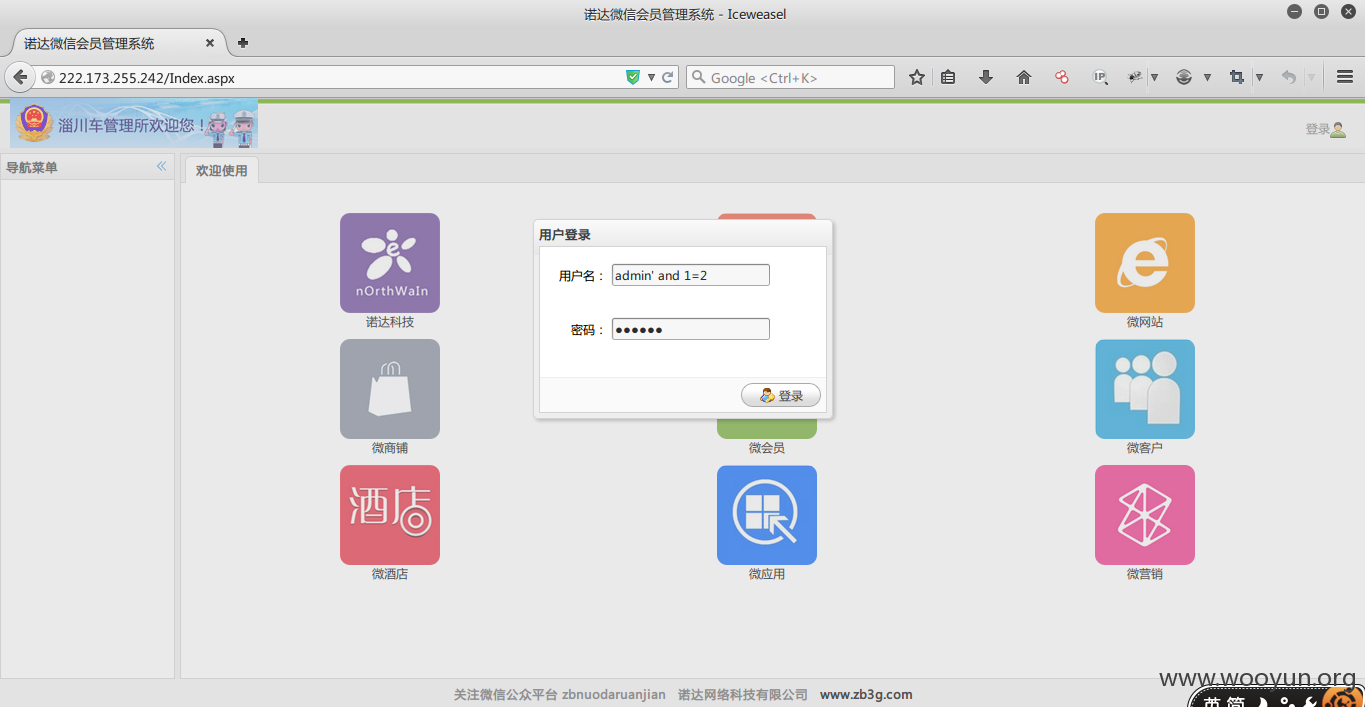 诺达微信会员管理系统 - Iceweasel
诺达微信会员管理系统
222.173.255.242/Index.aspx
Google <Ctrl+K>
IP
淄川车管理所欢迎您！
登录
导航菜单
欢迎使用
用户登录
用户名：
admin' and 1=2
密码：
●●●●●●
登录
e
nOrthWaIn
诺达科技
微网站
微商铺
微会员
微客户
酒店
微酒店
微应用
微营销
关注微信公众平台 zbnuodaruanjian 诺达网络科技有限公司 www.zb3g.com
www.wooyun.org
英 简